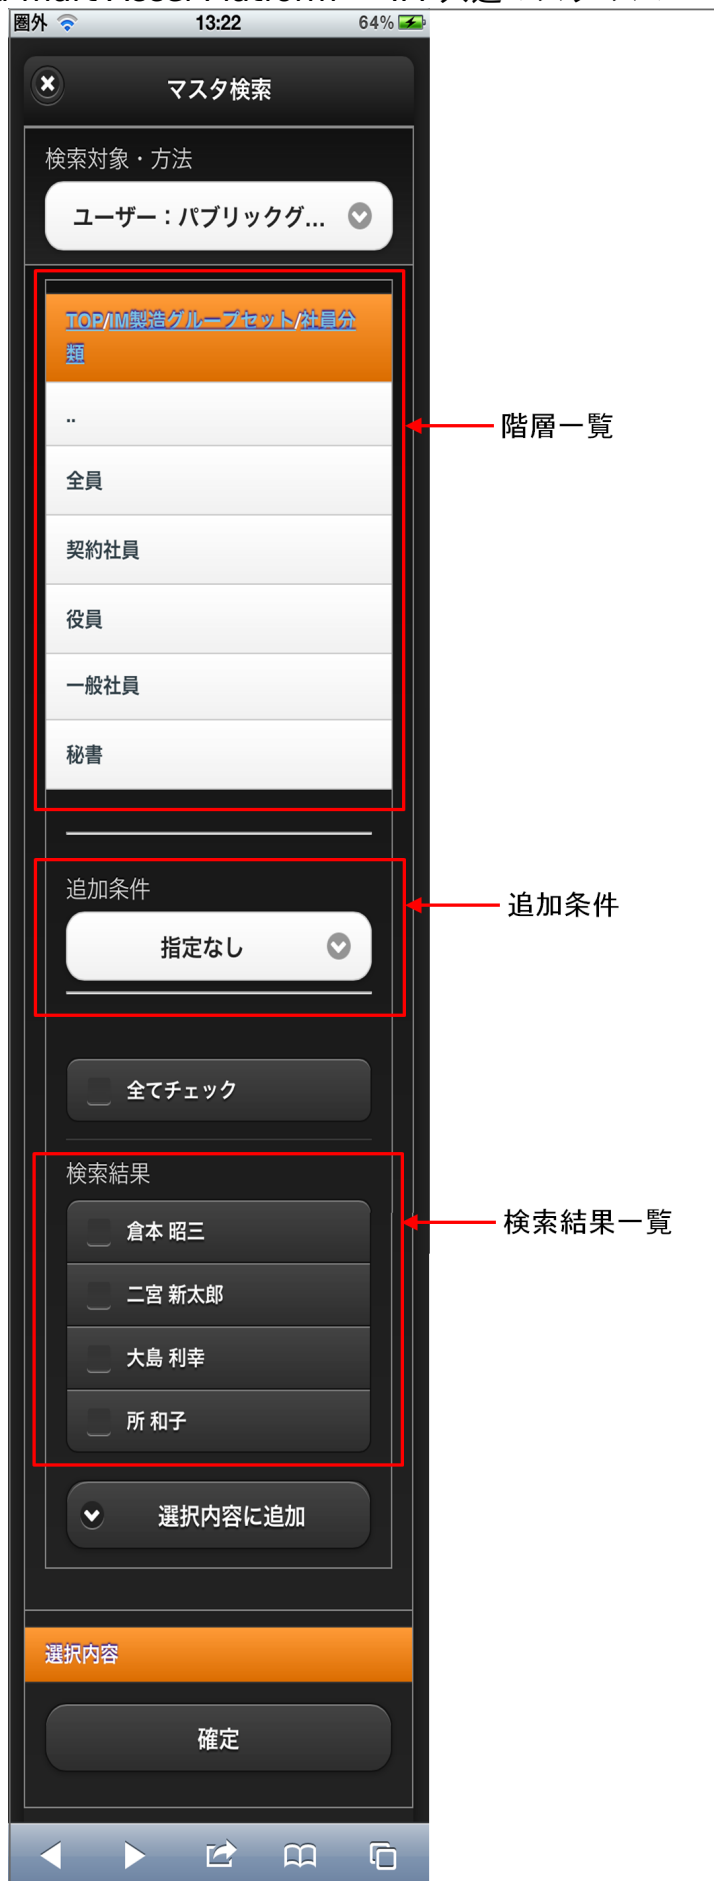 圏外 13:22 64%
マスタ検索
検索対象・方法
ユーザー：パブリックグ...
TOP/IM製造グループセット/社員分
類
..
階層一覧
全員
契約社員
役員
一般社員
秘書
追加条件
追加条件
指定なし
全てチェック
検索結果
検索結果一覧
倉本 昭三
二宮 新太郎
大島 利幸
所 和子
選択内容に追加
選択内容
確定